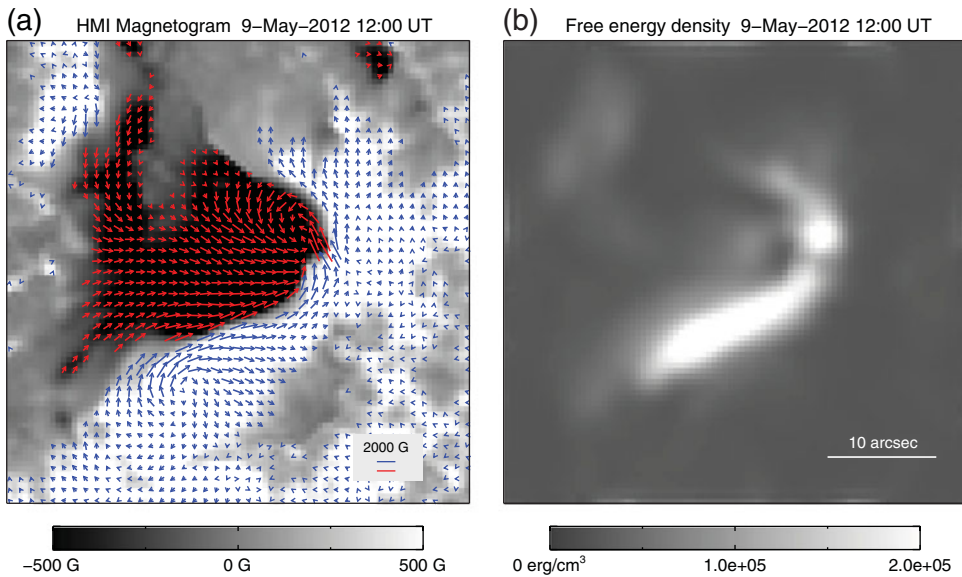 (a) HMI Magnetogram 9–May–2012 12:00 UT
2000 G
−500 G 0 G 500 G
(b) Free energy density 9–May–2012 12:00 UT
10 arcsec
0 erg/cm³ 1.0e+05 2.0e+05